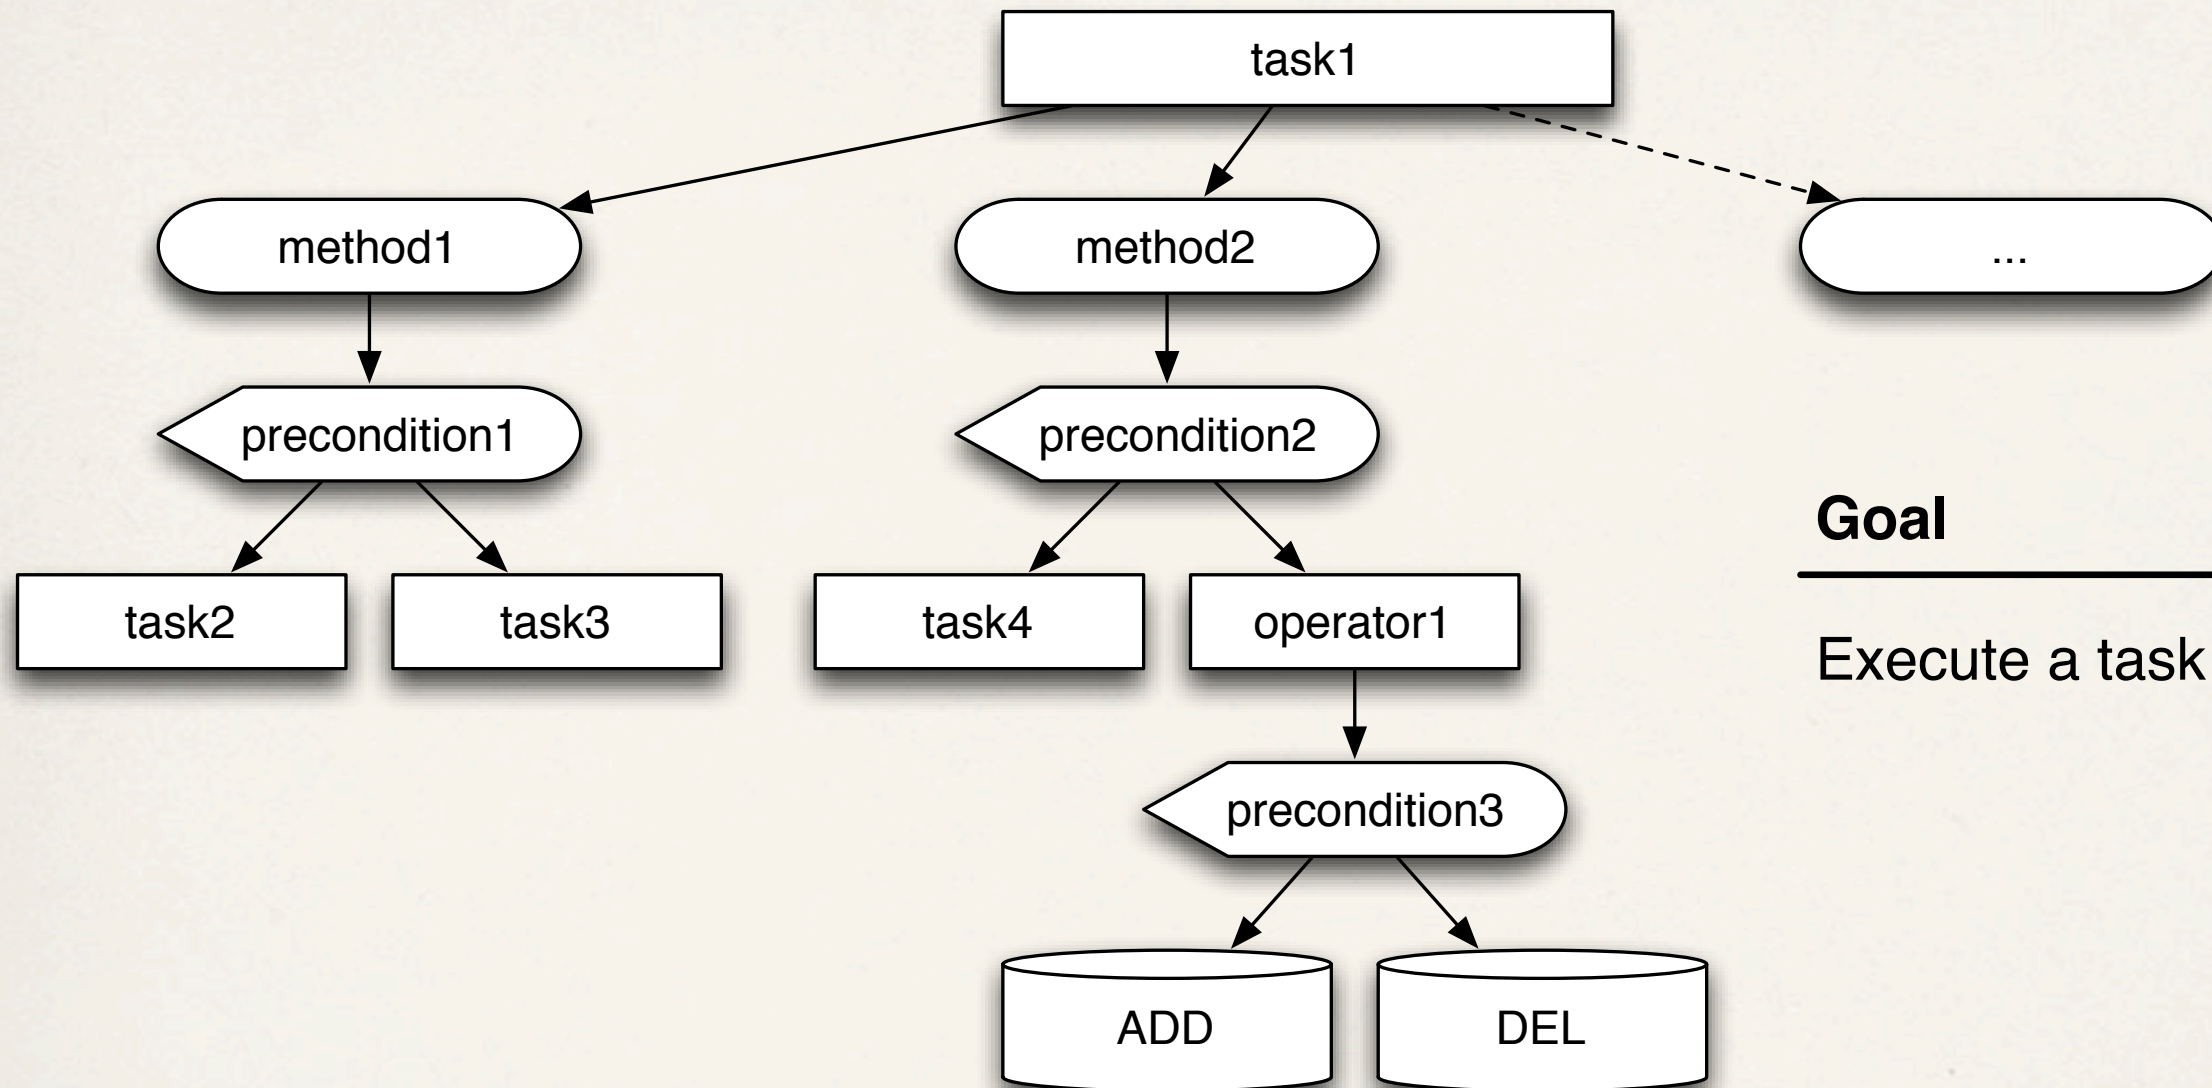 task1
method1
method2
...
precondition1
precondition2
Goal
task2
task3
task4
operator1
Execute a task
precondition3
ADD
DEL